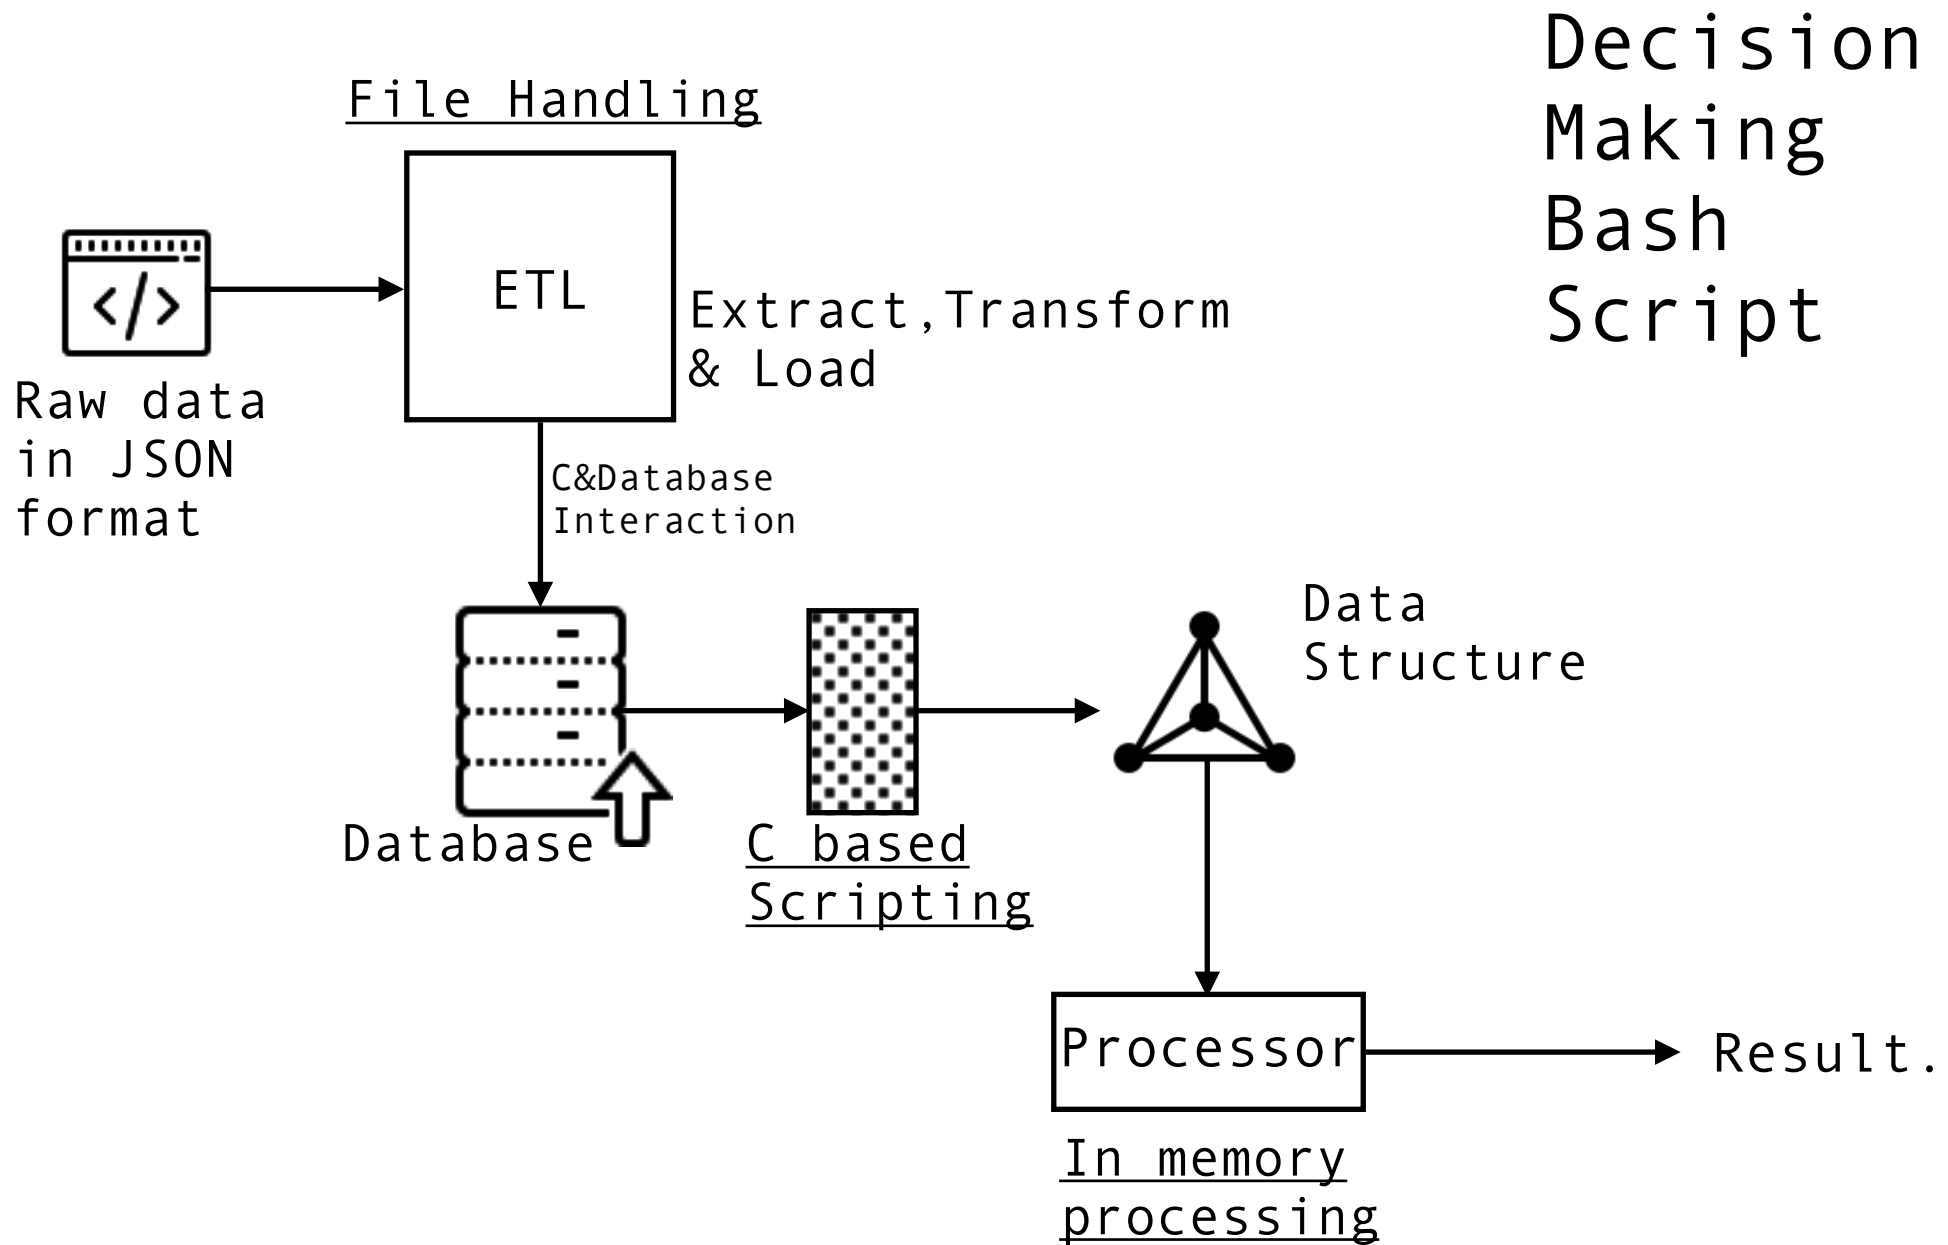 Decision
Making
Bash
Script
File Handling
ETL
Extract,Transform
& Load
</>
Raw data
in JSON
format
C&Database
Interaction
Data
Structure
Database
C based
Scripting
Processor
Result.
In memory
processing